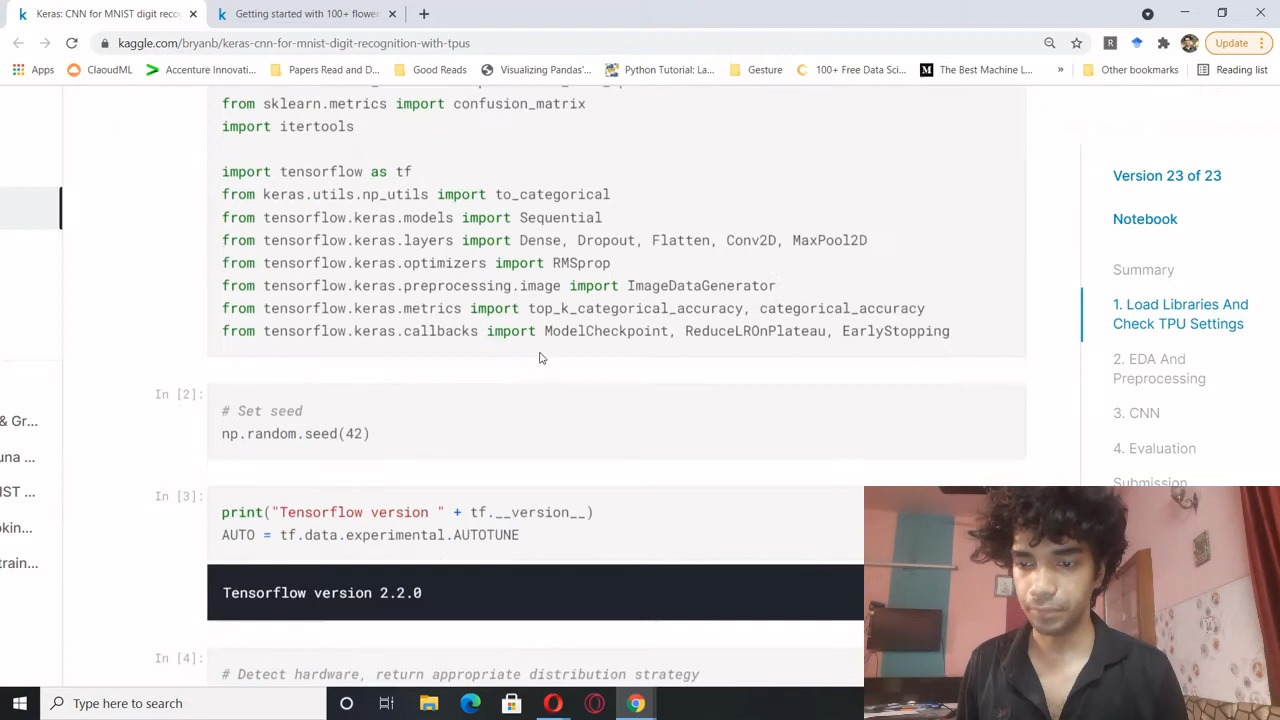 Keras: CNN for MNIST digit reco
Getting started with 100+ flower
kaggle.com/bryanb/keras-cnn-for-mnist-digit-recognition-with-tpus
Update
Apps
ClaoudML
Accenture Innovati...
Papers Read and D...
Good Reads
Visualizing Pandas'...
Python Tutorial: La...
Gesture
100+ Free Data Sci...
The Best Machine L...
Other bookmarks
Reading list
from sklearn.metrics import confusion_matrix
import itertools
import tensorflow as tf
from keras.utils.np_utils import to_categorical
from tensorflow.keras.models import Sequential
from tensorflow.keras.layers import Dense, Dropout, Flatten, Conv2D, MaxPool2D
from tensorflow.keras.optimizers import RMSprop
from tensorflow.keras.preprocessing.image import ImageDataGenerator
from tensorflow.keras.metrics import top_k_categorical_accuracy, categorical_accuracy
from tensorflow.keras.callbacks import ModelCheckpoint, ReduceLROnPlateau, EarlyStopping
In [2]:
# Set seed
np.random.seed(42)
In [3]:
print("Tensorflow version " + tf.__version__)
AUTO = tf.data.experimental.AUTOTUNE
Tensorflow version 2.2.0
In [4]:
# Detect hardware, return appropriate distribution strategy
& Gr...
una ...
IST ...
okin...
train...
Version 23 of 23
Notebook
Summary
1. Load Libraries And
Check TPU Settings
2. EDA And
Preprocessing
3. CNN
4. Evaluation
Submission
Type here to search